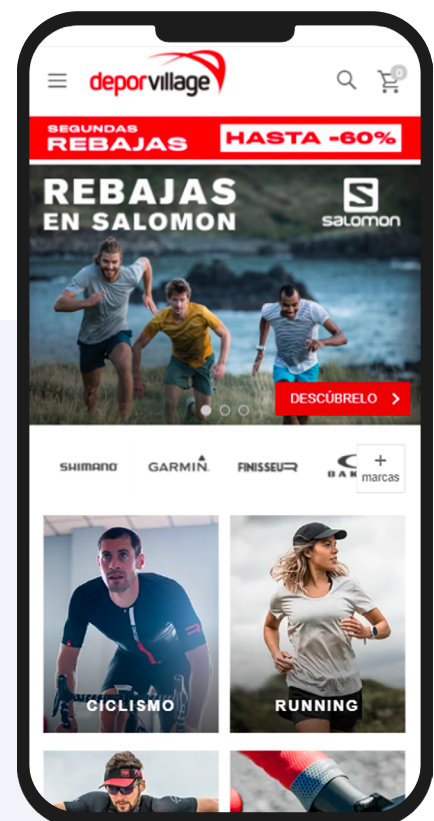 deporvillage
0
SEGUNDAS
REBAJAS
HASTA -60%
REBAJAS
EN SALOMON
salomon
DESCÚBRELO
SHIMANO
GARMIN
FINISSEUR
+
marcas
CICLISMO
RUNNING